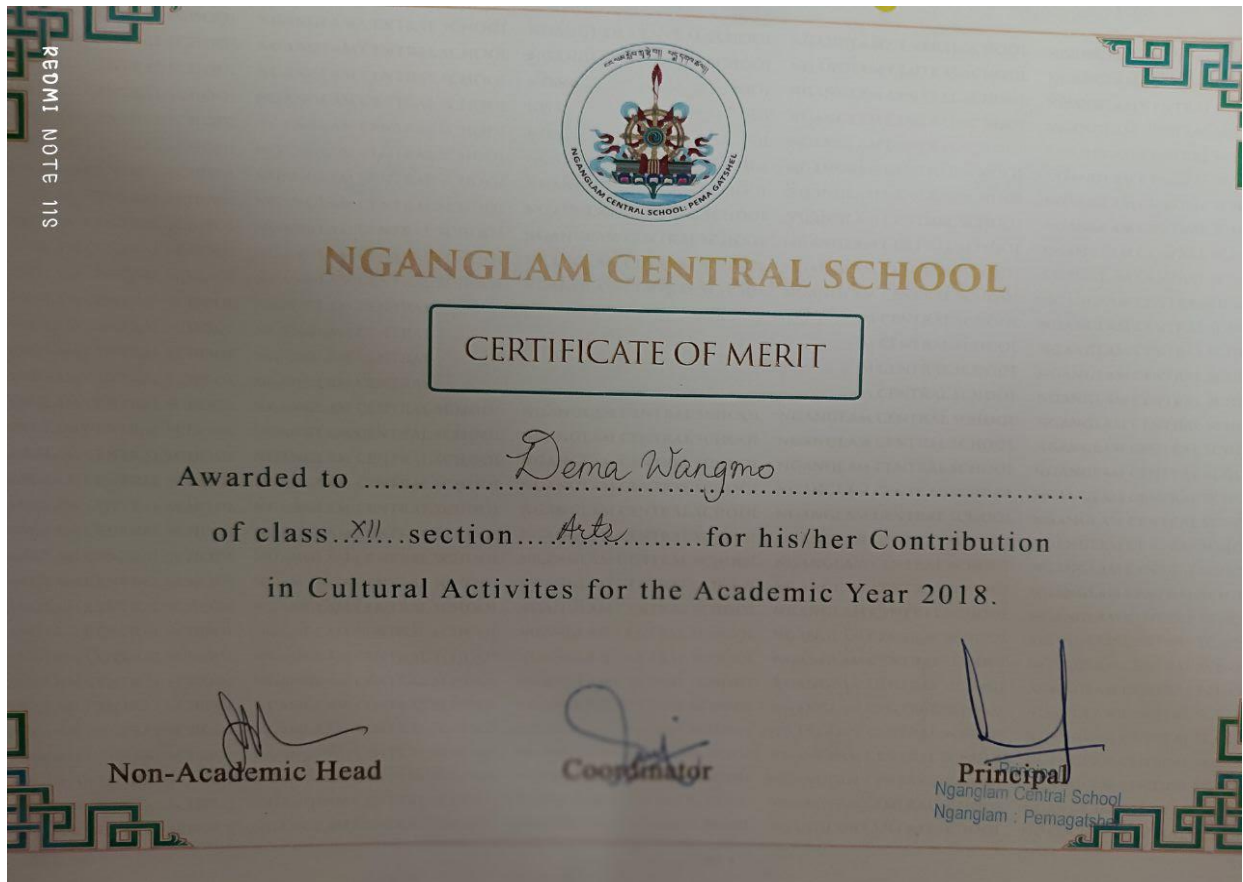 REDMI NOTE 11S
NGANGLAM CENTRAL SCHOOL: PEMA GATSHEL
NGANGLAM CENTRAL SCHOOL
CERTIFICATE OF MERIT
Awarded to ........Dema Wangmo........
of class..XII...section....Arts.........for his/her Contribution
in Cultural Activites for the Academic Year 2018.
Non-Academic Head Coordinator Principal
Principal
Nganglam Central School
Nganglam : Pemagatshel